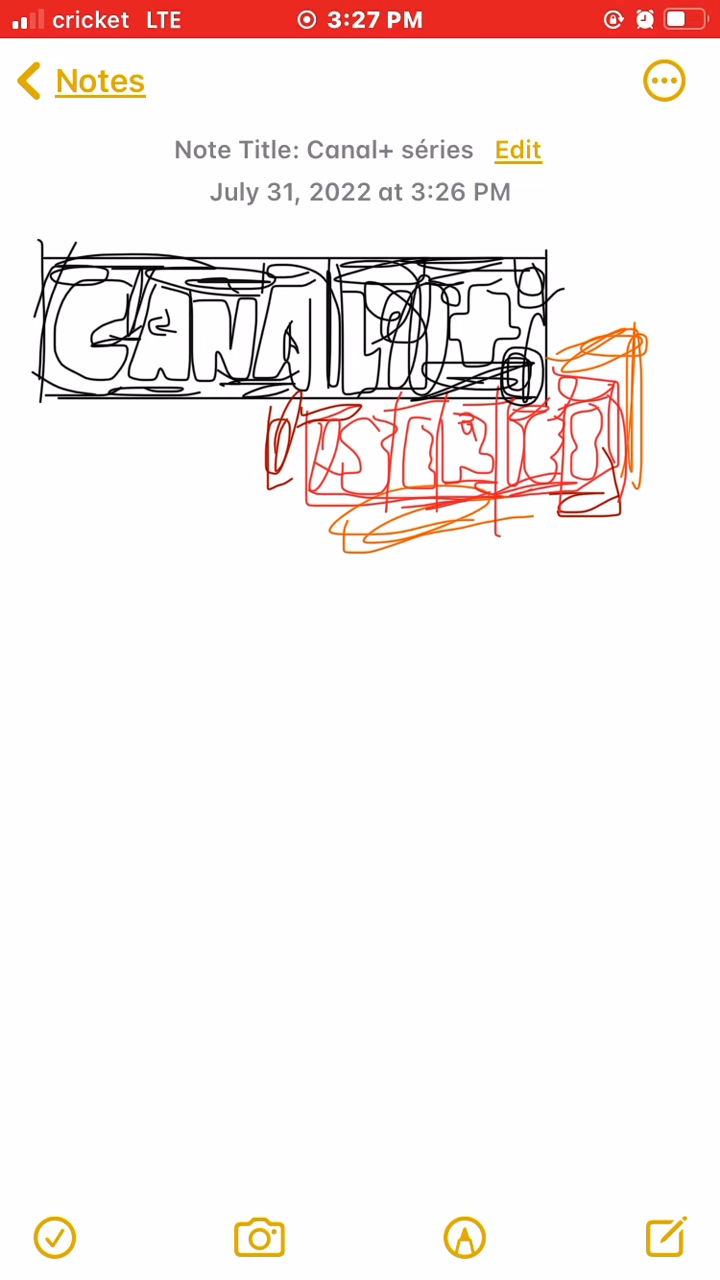 cricket LTE 3:27 PM
Notes
Note Title: Canal+ séries Edit
July 31, 2022 at 3:26 PM
CANAL+
SERIES